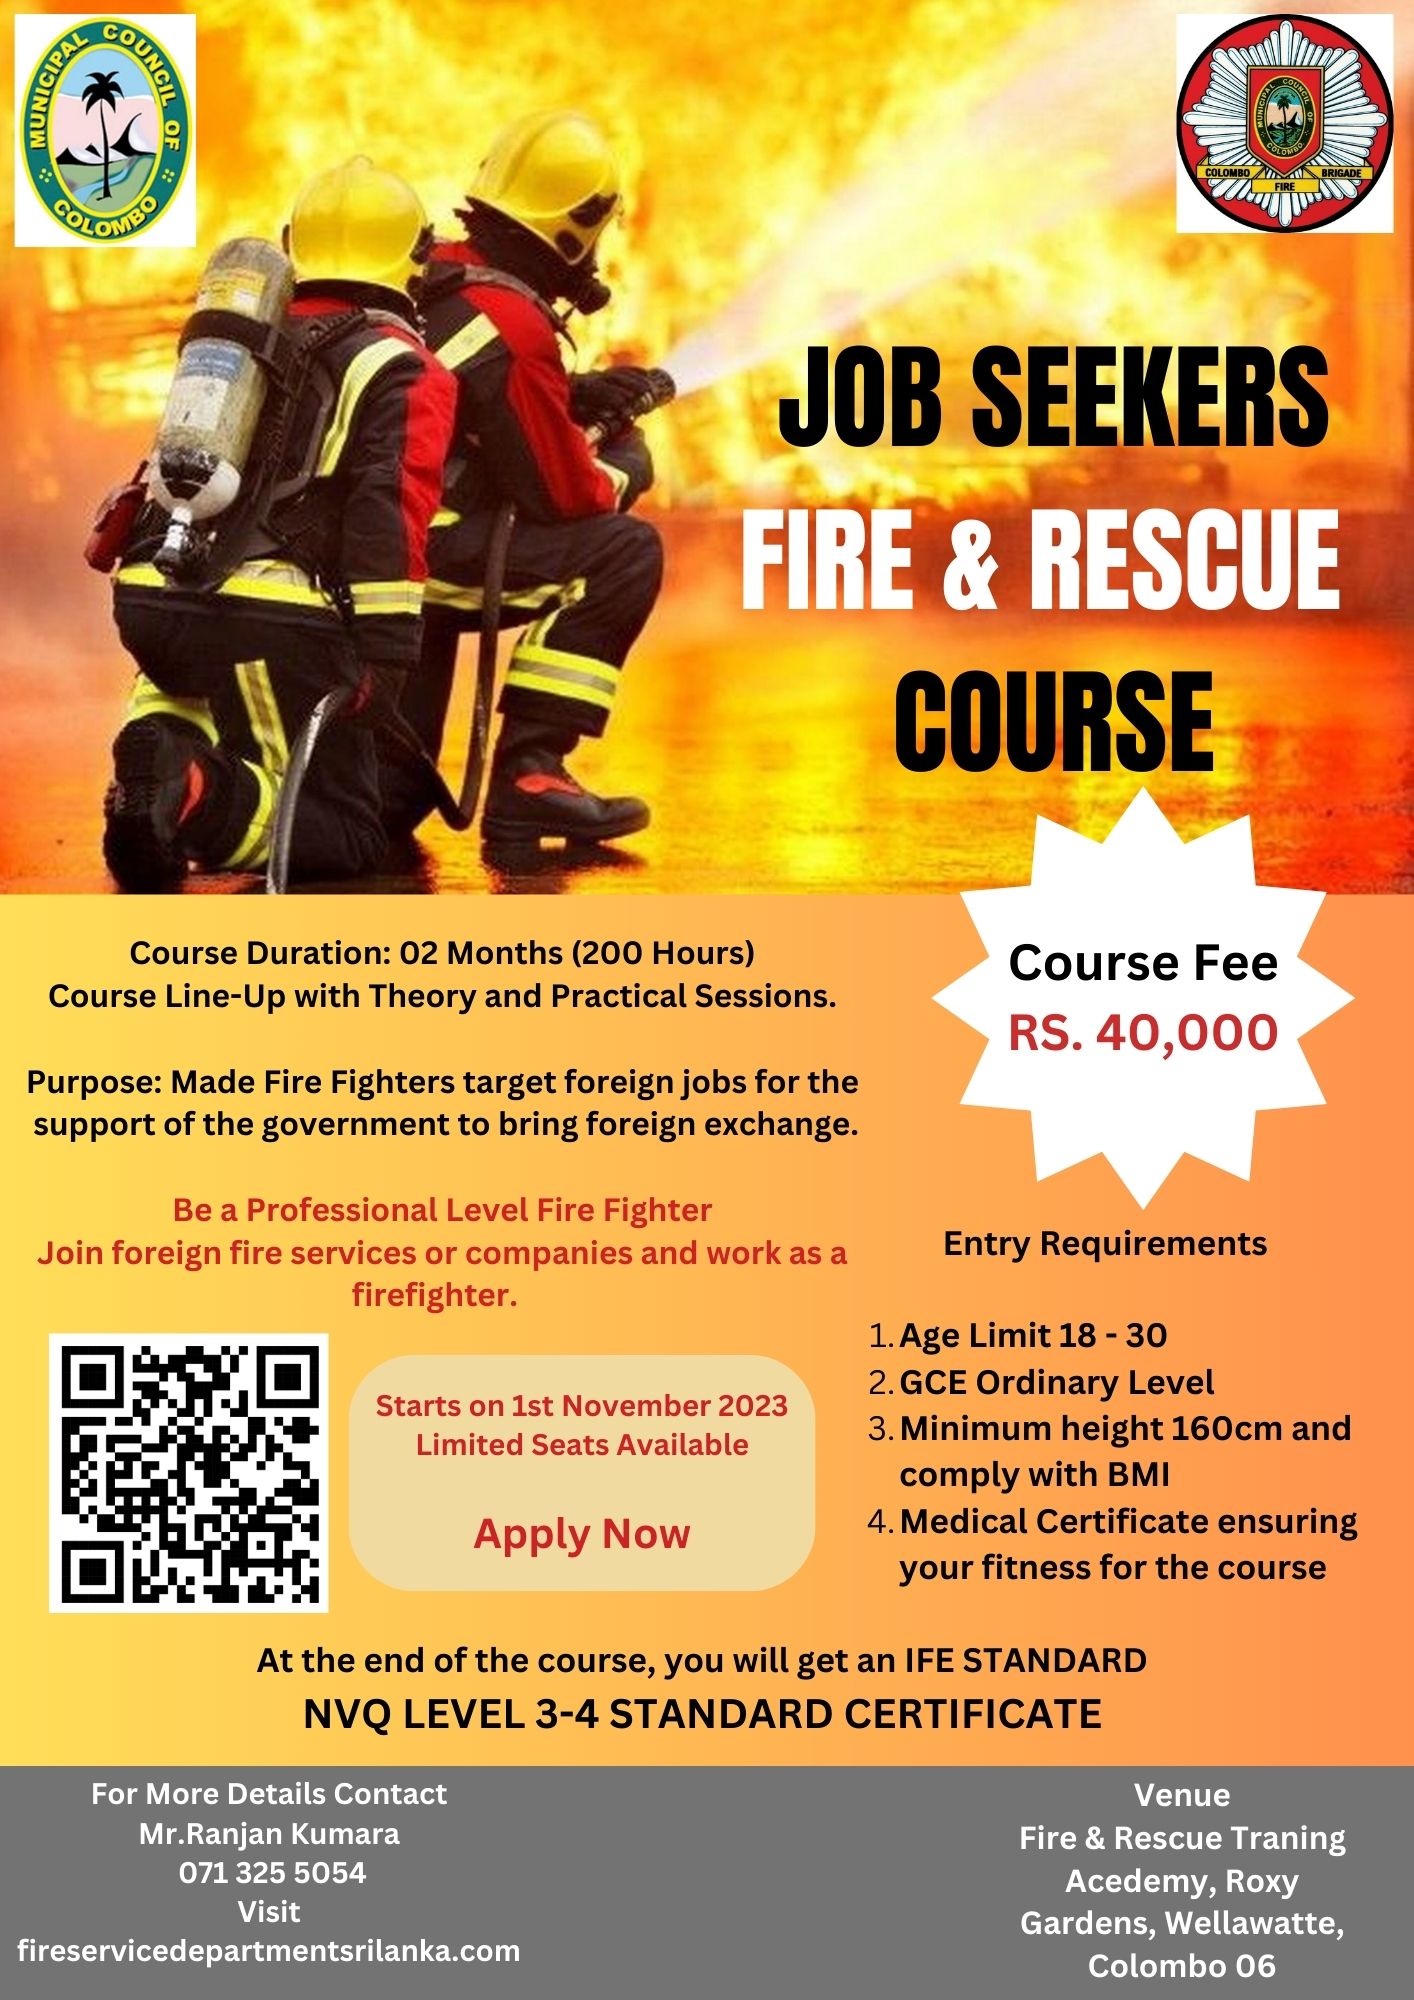 MUNICIPAL COUNCIL OF
COLOMBO
MUNICIPAL COUNCIL OF
COLOMBO
COLOMBO FIRE BRIGADE
JOB SEEKERS
FIRE & RESCUE
COURSE
Course Duration: 02 Months (200 Hours)
Course Line-Up with Theory and Practical Sessions.
Purpose: Made Fire Fighters target foreign jobs for the
support of the government to bring foreign exchange.
Be a Professional Level Fire Fighter
Join foreign fire services or companies and work as a
firefighter.
Course Fee
RS. 40,000
Starts on 1st November 2023
Limited Seats Available
Apply Now
Entry Requirements
1. Age Limit 18 - 30
2. GCE Ordinary Level
3. Minimum height 160cm and
comply with BMI
4. Medical Certificate ensuring
your fitness for the course
At the end of the course, you will get an IFE STANDARD
NVQ LEVEL 3-4 STANDARD CERTIFICATE
For More Details Contact
Mr.Ranjan Kumara
071 325 5054
Visit
fireservicedepartmentsrilanka.com
Venue
Fire & Rescue Traning
Acedemy, Roxy
Gardens, Wellawatte,
Colombo 06